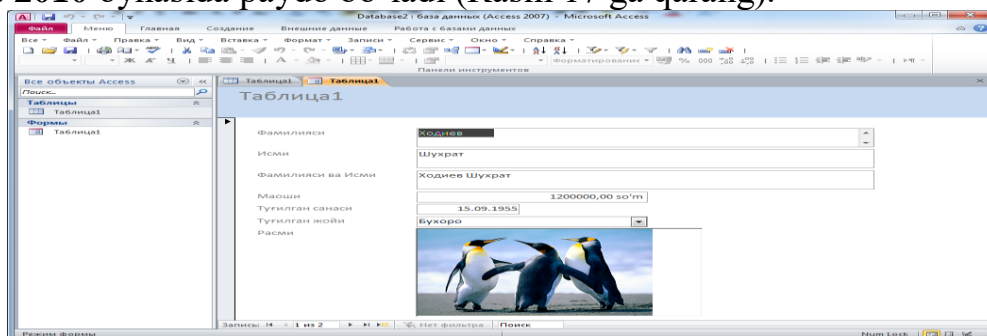 2010 oynasida paydo bo‘ladi (Rasm 17 ga qarang).
Database2 : база данных (Access 2007) - Microsoft Access
Файл Меню Главная Создание Внешние данные Работа с базами данных
Все Файл Правка Вид Вставка Формат Записи Сервис Окно Справка
Ж К Ч А Форматирование % 000
Панели инструментов
Все объекты Access
Таблица1 Таблица1
Поиск...
Таблица1
Таблицы
Таблица1
Формы
Таблица1
Фамилияси Ходиев
Исми Шухрат
Фамилияси ва Исми Ходиев Шухрат
Маоши 1200000,00 so'm
Туғилган санаси 15.09.1955
Туғилган жойи Бухоро
Расми
Записи 1 из 2 Нет фильтра Поиск
Режим формы Num Lock